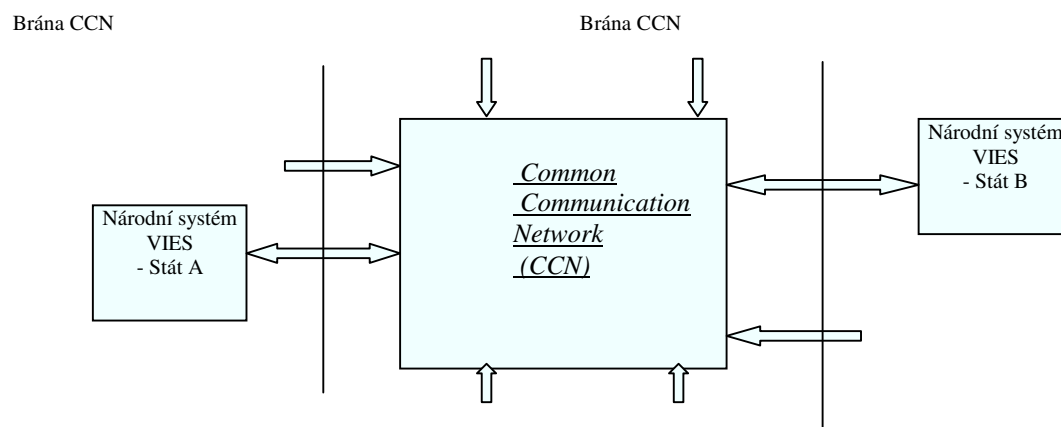 Brána CCN
Brána CCN
Národní systém
VIES
- Stát A
Common
Communication
Network
(CCN)
Národní systém
VIES
- Stát B